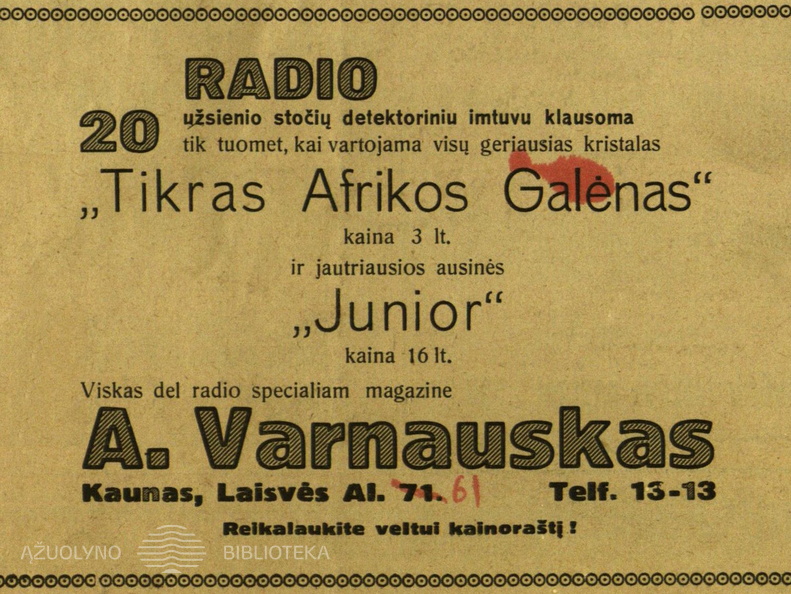 RADIO
20 užsienio stočių detektoriniu imtuvu klausoma
tik tuomet, kai vartojama visų geriausias kristalas
„Tikras Afrikos Galėnas“
kaina 3 lt.
ir jautriausios ausinės
„Junior“
kaina 16 lt.
Viskas del radio specialiam magazine
A. Varnauskas
Kaunas, Laisvės Al. 71. 61 Telf. 13-13
Reikalaukite veltui kainoraštį!
AŽUOLYNO BIBLIOTEKA